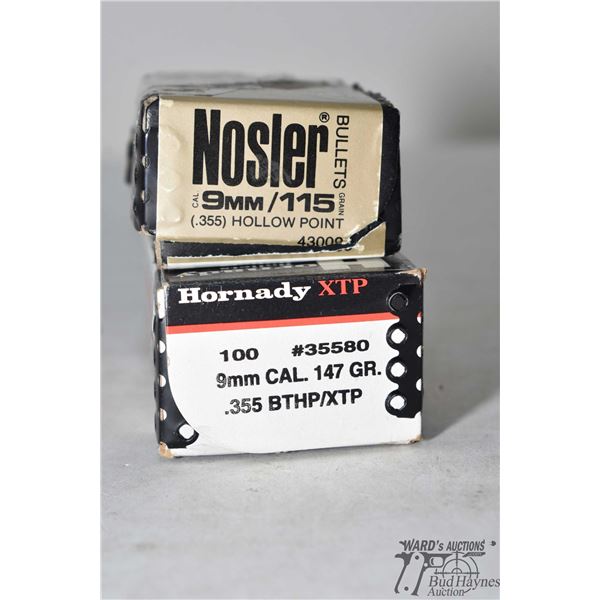 Nosler®
BULLETS
CAL 9MM/115 GRAIN
(.355) HOLLOW POINT
43009
Hornady XTP
100 #35580
9mm CAL. 147 GR.
.355 BTHP/XTP
WARD's AUCTIONS
Bud Haynes
Auction